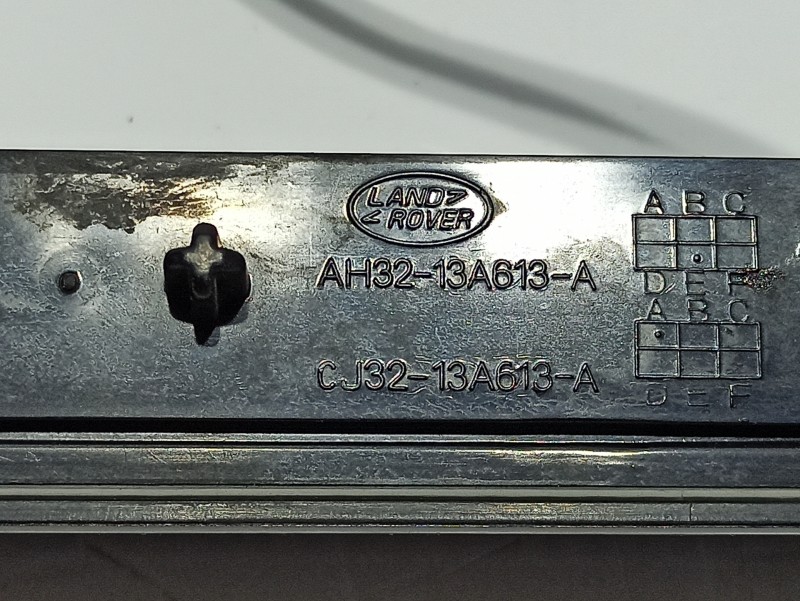 LAND
ROVER
AH32-13A613-A
CJ32-13A613-A
A B C
D E F
A B C
D E F